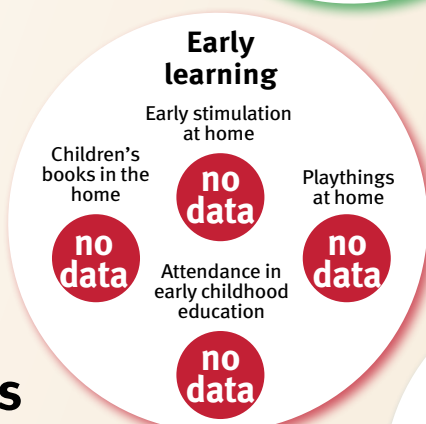 Early
learning
Early stimulation
at home
no
data
Children's
books in the
home
no
data
Playthings
at home
no
data
Attendance in
early childhood
education
no
data
s